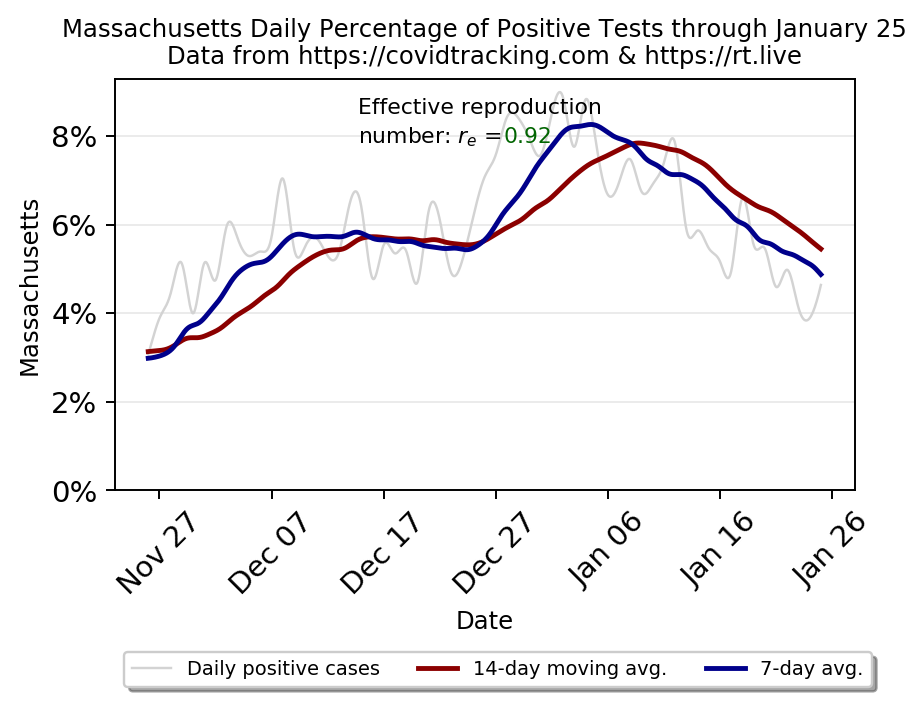 Massachusetts Daily Percentage of Positive Tests through January 25
Data from https://covidtracking.com & https://rt.live
Effective reproduction
number: rₑ =0.92
8%
6%
4%
2%
0%
Massachusetts
Nov 27
Dec 07
Dec 17
Dec 27
Jan 06
Jan 16
Jan 26
Date
Daily positive cases
14-day moving avg.
7-day avg.